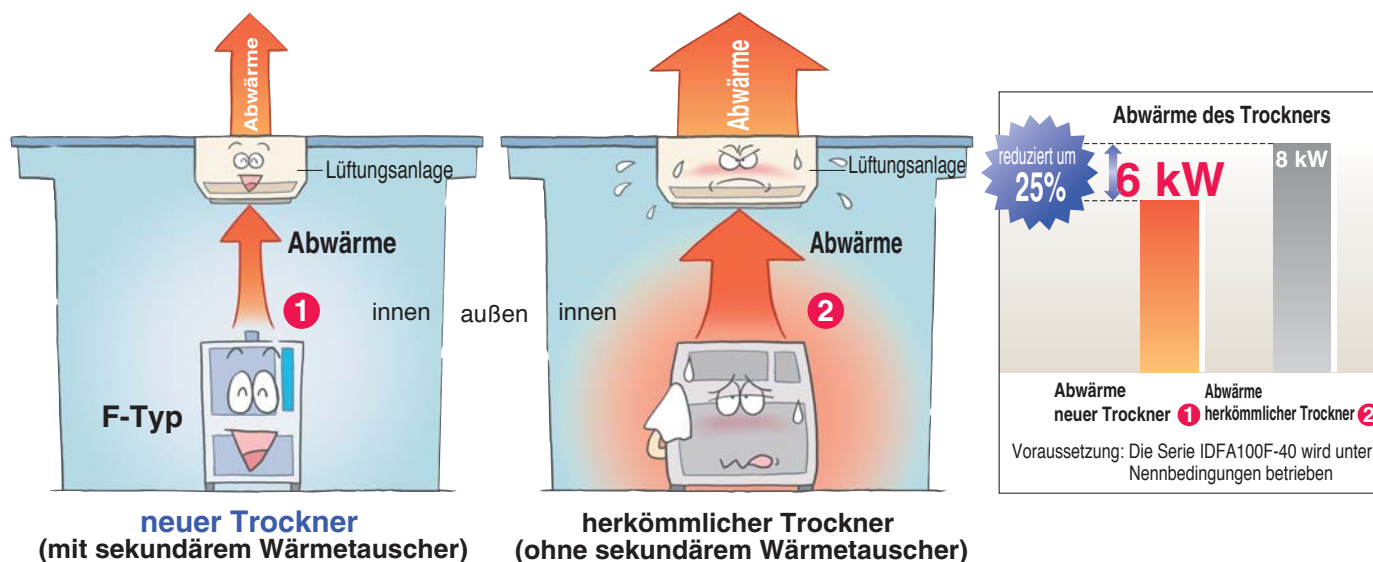 Abwärme
Lüftungsanlage
Abwärme
1
innen
F-Typ
neuer Trockner
(mit sekundärem Wärmetauscher)
außen
Abwärme
Lüftungsanlage
Abwärme
2
innen
herkömmlicher Trockner
(ohne sekundärem Wärmetauscher)
Abwärme des Trockners
reduziert um
25%
6 kW
8 kW
Abwärme
neuer Trockner 1
Abwärme
herkömmlicher Trockner 2
Voraussetzung: Die Serie IDFA100F-40 wird unter
Nennbedingungen betrieben